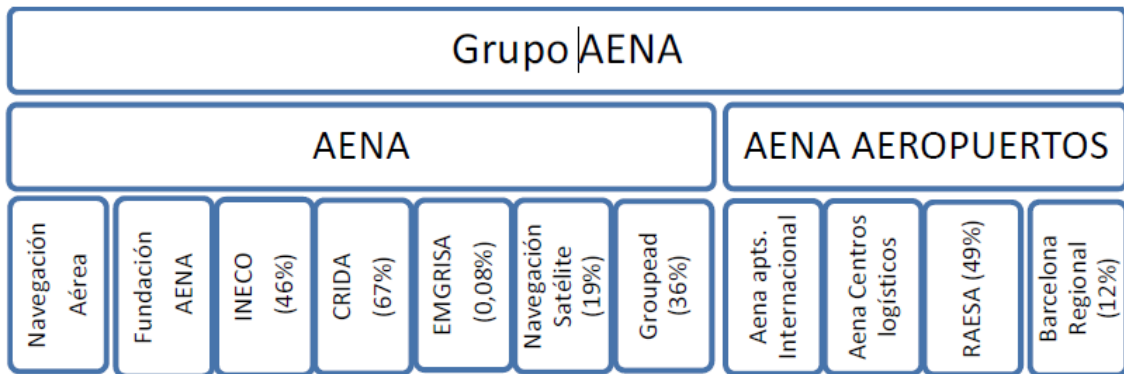 Grupo AENA
AENA
AENA AEROPUERTOS
Navegación
Aérea
Fundación
AENA
INECO
(46%)
CRIDA
(67%)
EMGRISA
(0,08%)
Navegación
Satélite
(19%)
Groupead
(36%)
Aena apts.
Internacional
Aena Centros
logísticos
RAESA (49%)
Barcelona
Regional
(12%)